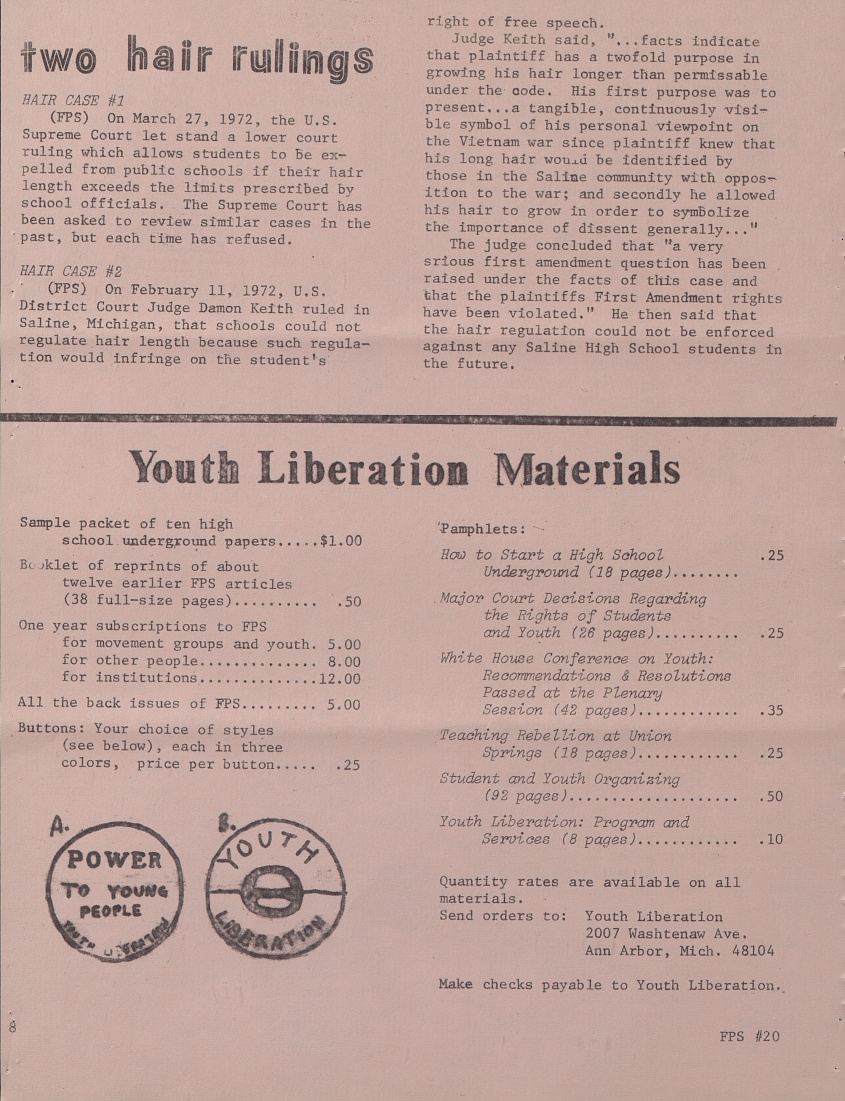 two hair rulings
HAIR CASE #1
(FPS) On March 27, 1972, the U.S.
Supreme Court let stand a lower court
ruling which allows students to be ex-
pelled from public schools if their hair
length exceeds the limits prescribed by
school officials. The Supreme Court has
been asked to review similar cases in the
past, but each time has refused.
HAIR CASE #2
(FPS) On February 11, 1972, U.S.
District Court Judge Damon Keith ruled in
Saline, Michigan, that schools could not
regulate hair length because such regula-
tion would infringe on the student's
right of free speech.
Judge Keith said, "...facts indicate
that plaintiff has a twofold purpose in
growing his hair longer than permissable
under the code. His first purpose was to
present...a tangible, continuously visi-
ble symbol of his personal viewpoint on
the Vietnam war since plaintiff knew that
his long hair would be identified by
those in the Saline community with oppos-
ition to the war; and secondly he allowed
his hair to grow in order to symbolize
the importance of dissent generally..."
The judge concluded that "a very
srious first amendment question has been
raised under the facts of this case and
that the plaintiffs First Amendment rights
have been violated." He then said that
the hair regulation could not be enforced
against any Saline High School students in
the future.
Youth Liberation Materials
Sample packet of ten high
school underground papers.....$1.00
Booklet of reprints of about
twelve earlier FPS articles
(38 full-size pages).......... .50
One year subscriptions to FPS
for movement groups and youth. 5.00
for other people.............. 8.00
for institutions..............12.00
All the back issues of FPS......... 5.00
Buttons: Your choice of styles
(see below), each in three
colors, price per button..... .25
A.
POWER
TO YOUNG
PEOPLE
YOUTH LIBERATION
B.
YOUTH
LIBERATION
Pamphlets:
How to Start a High School .25
Underground (18 pages)........
Major Court Decisions Regarding
the Rights of Students
and Youth (26 pages).......... .25
White House Conference on Youth:
Recommendations & Resolutions
Passed at the Plenary
Session (42 pages)............ .35
Teaching Rebellion at Union
Springs (18 pages)............ .25
Student and Youth Organizing
(92 pages).................... .50
Youth Liberation: Program and
Services (8 pages)............ .10
Quantity rates are available on all
materials.
Send orders to: Youth Liberation
2007 Washtenaw Ave.
Ann Arbor, Mich. 48104
Make checks payable to Youth Liberation.
8
FPS #20